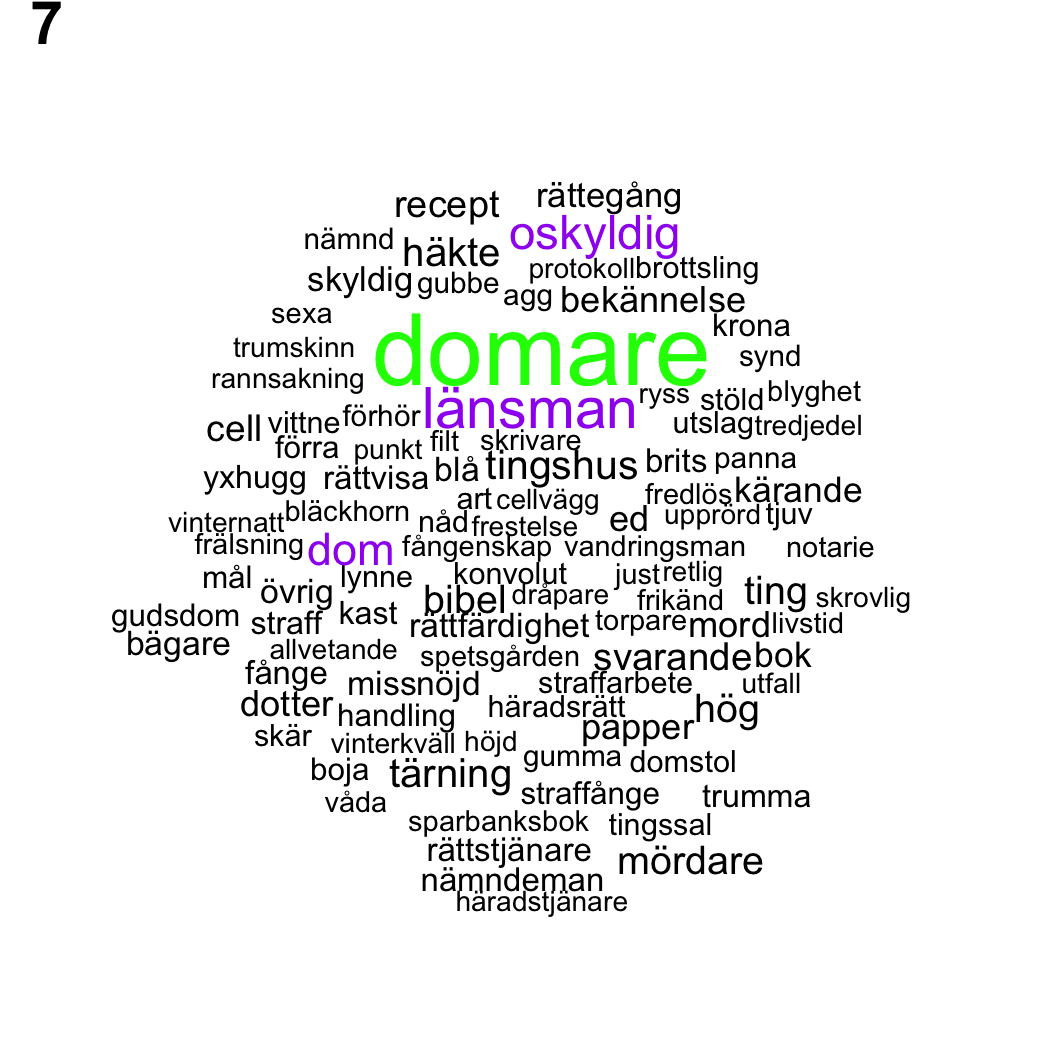 7
recept rättegång
nämnd häkte oskyldig
skyldig gubbe protokoll brottsling
sexa agg bekännelse
trumskinn domare krona
rannsakning synd
cell vittne förhör länsman ryss stöld blyghet
förra punkt filt skrivare utslag tredjedel
yxhugg rättvisa blå tingshus brits panna
vinternatt bläckhorn art cellvägg fredlös kärande
frälsning nåd frestelse ed upprörd tjuv
dom fångenskap vandringsman notarie
mål övrig lynne konvolut just retlig
gudsdom kast bibel dråpare frikänd ting skrovlig
bägare straff rättfärdighet torpare mord livstid
allvetande spetsgården svarande bok
fånge missnöjd straffarbete utfall
dotter handling häradsrätt papper hög
skär vinterkväll höjd gumma domstol
boja tärning straffånge trumma
våda sparbanksbok tingssal
rättstjänare mördare
nämndeman
häradstjänare